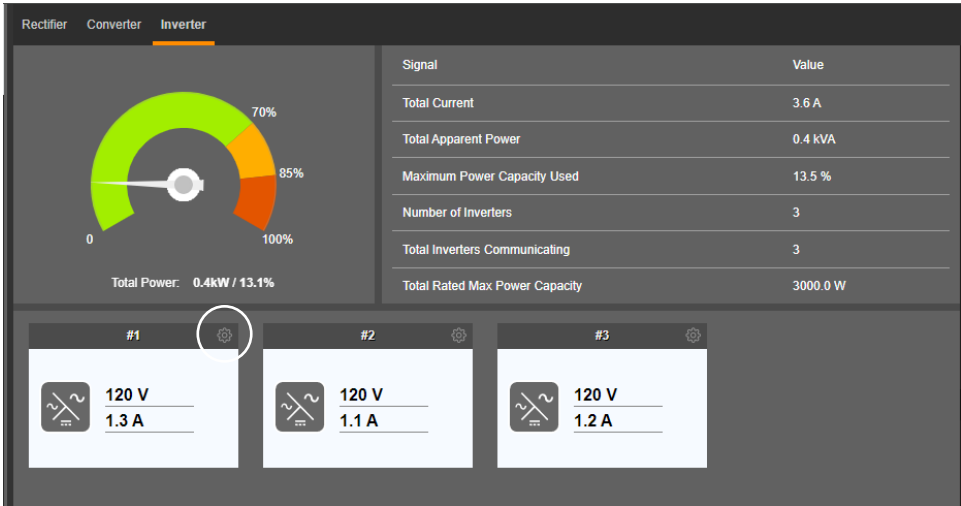 Rectifier Converter Inverter
Signal Value
Total Current 3.6 A
70%
Total Apparent Power 0.4 kVA
85%
Maximum Power Capacity Used 13.5 %
Number of Inverters 3
0 100%
Total Inverters Communicating 3
Total Power: 0.4kW / 13.1%
Total Rated Max Power Capacity 3000.0 W
#1 #2 #3
120 V 120 V 120 V
1.3 A 1.1 A 1.2 A